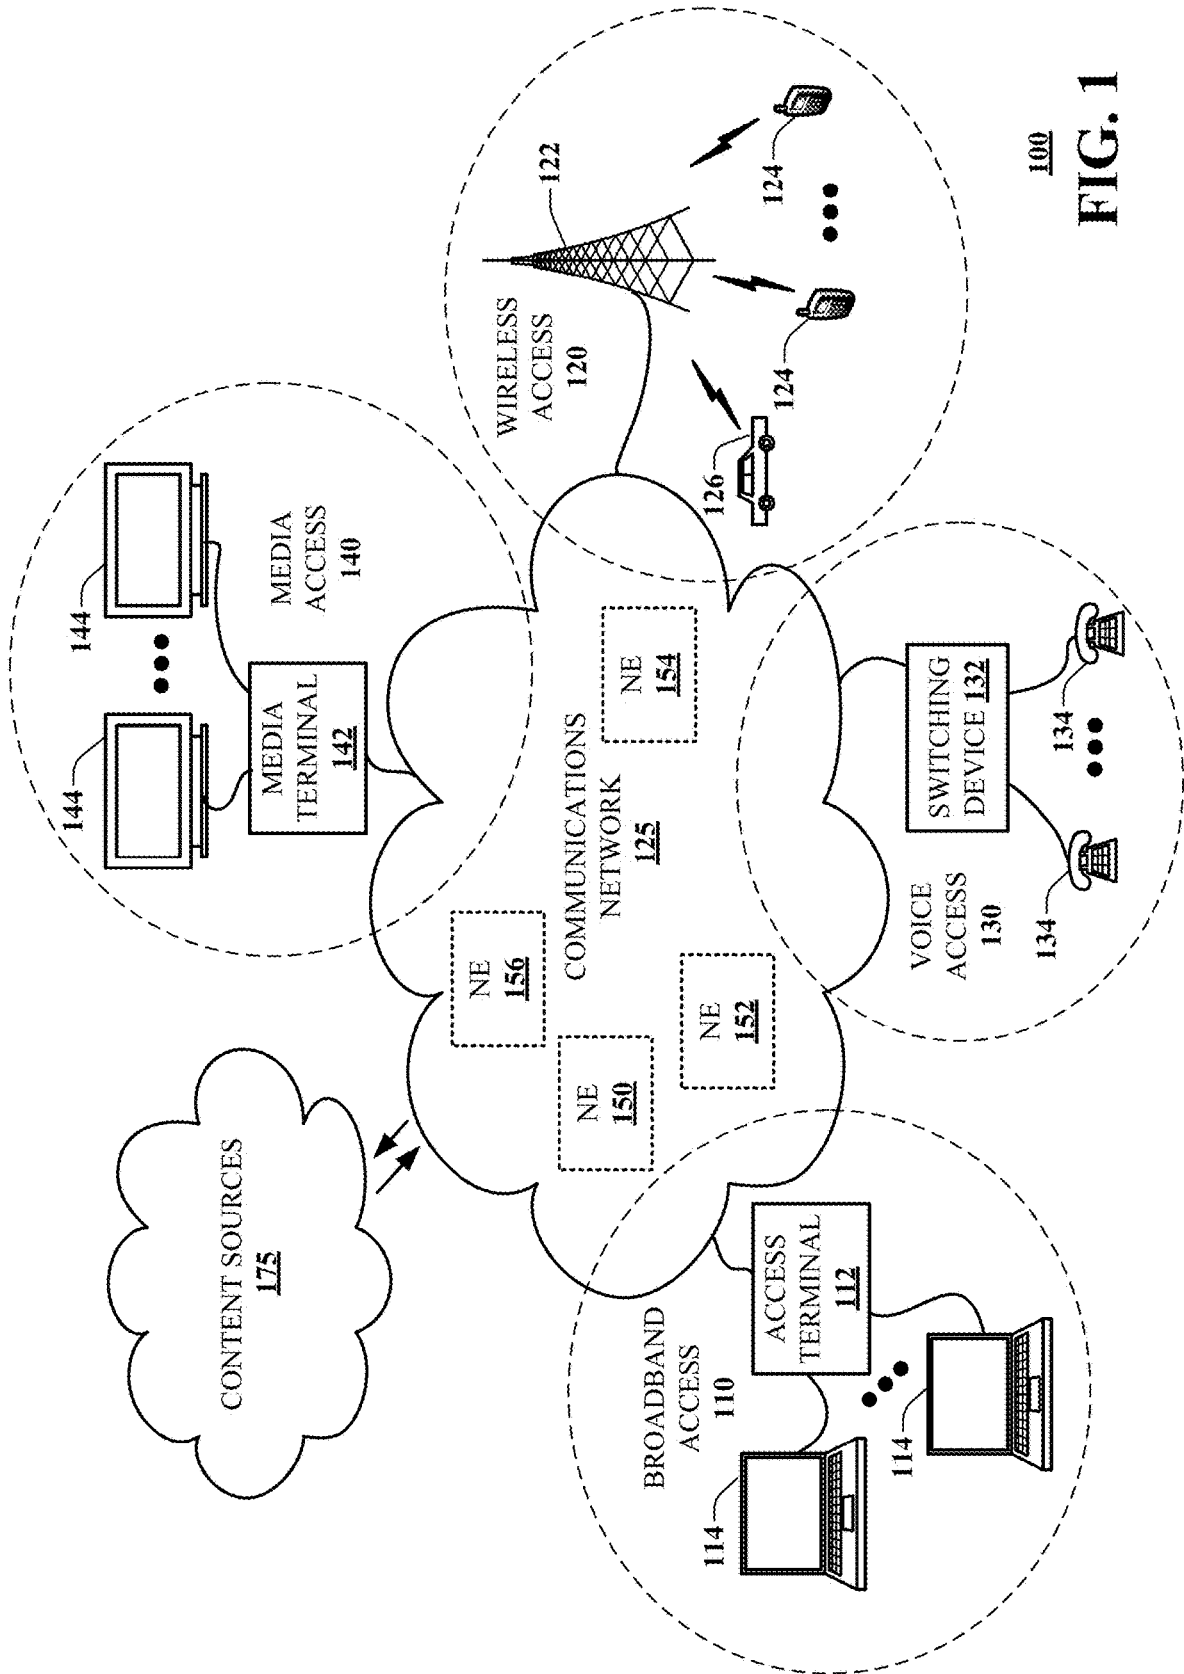 CONTENT SOURCES
175
144
144
MEDIA
TERMINAL
142
MEDIA
ACCESS
140
NE
156
NE
150
NE
152
COMMUNICATIONS
NETWORK
125
NE
154
WIRELESS
ACCESS
120
122
126
124
124
BROADBAND
ACCESS
110
ACCESS
TERMINAL
112
114
114
VOICE
ACCESS
130
SWITCHING
DEVICE 132
134
134
100
FIG. 1